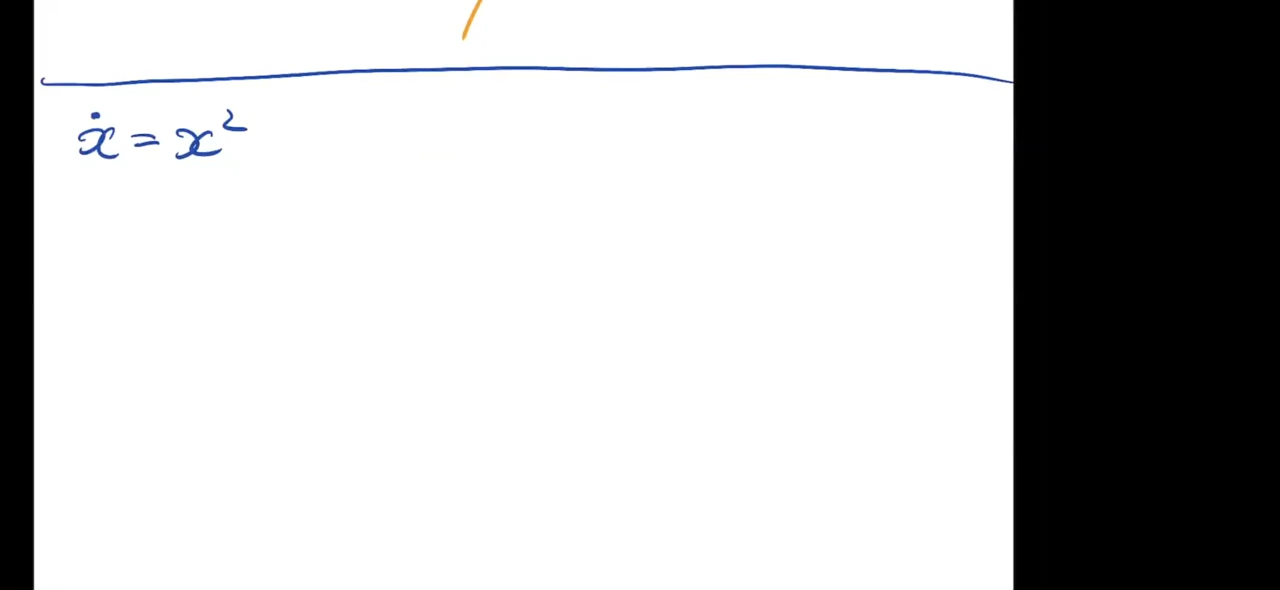 ẋ = x²